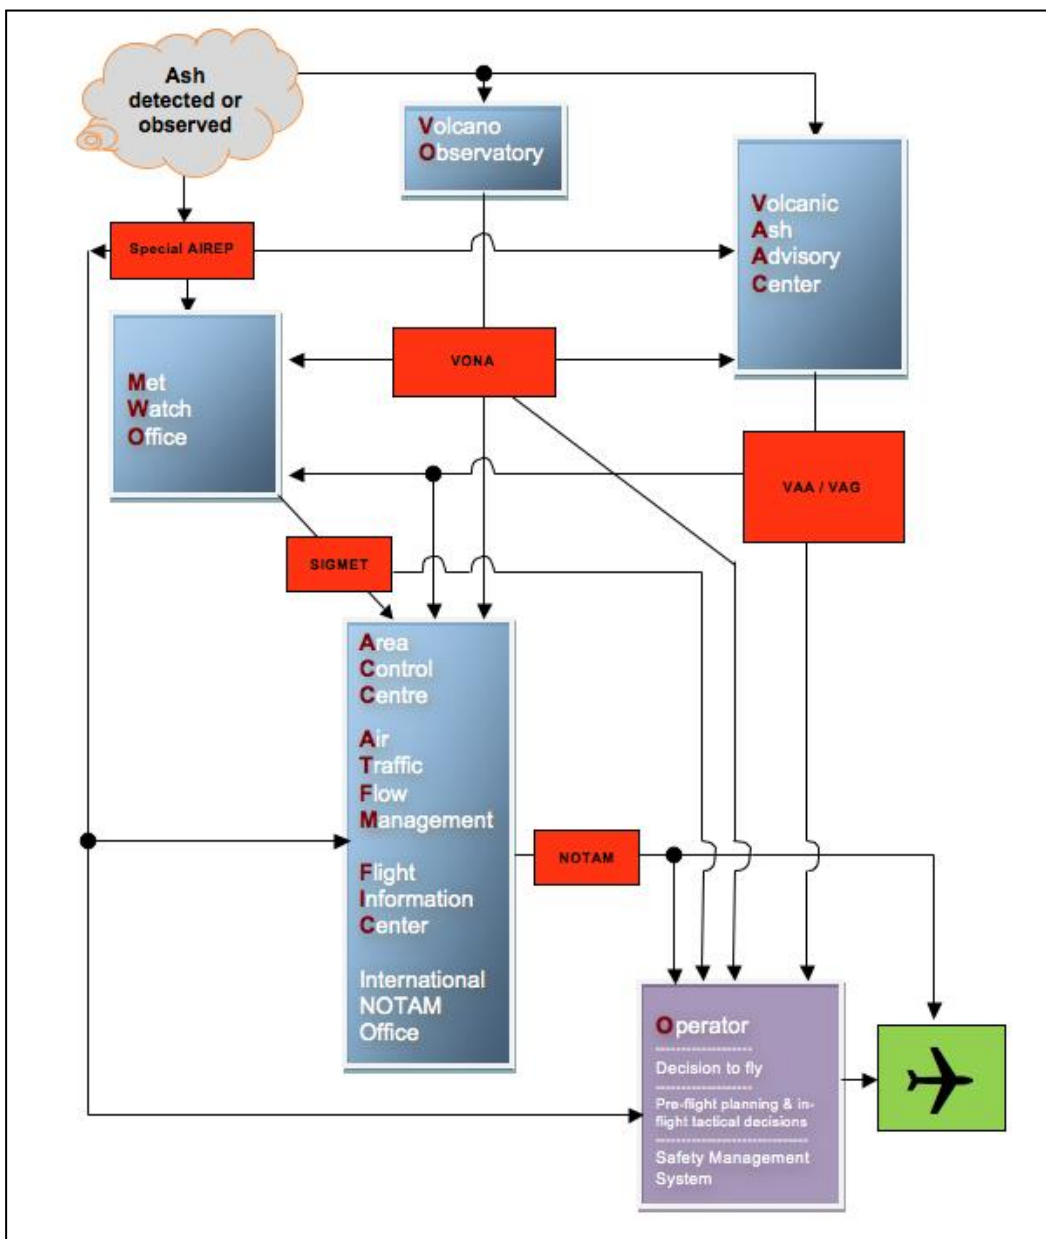 Ash
detected or
observed
Volcano
Observatory
Volcanic
Ash
Advisory
Center
Special AIREP
VONA
Met
Watch
Office
VAA / VAG
SIGMET
Area
Control
Centre
Air
Traffic
Flow
Management
Flight
Information
Center
International
NOTAM
Office
NOTAM
Operator
Decision to fly
Pre-flight planning & in-
flight tactical decisions
Safety Management
System